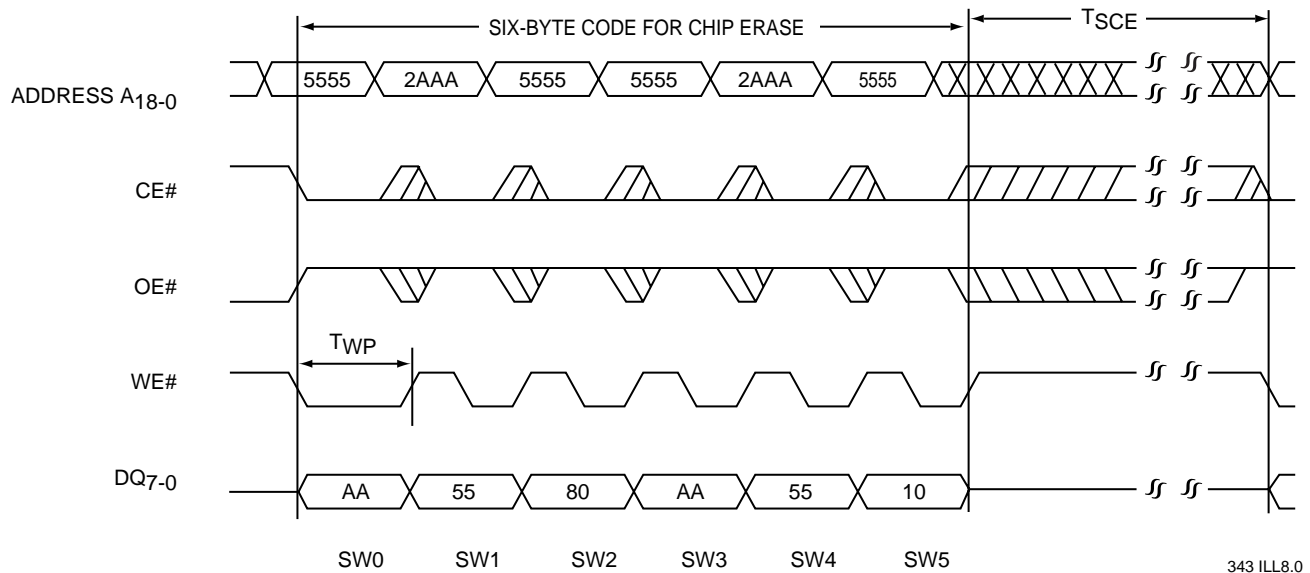 SIX-BYTE CODE FOR CHIP ERASE
TSCE
ADDRESS A18-0
5555 2AAA 5555 5555 2AAA 5555
CE#
OE#
TWP
WE#
DQ7-0
AA 55 80 AA 55 10
SW0 SW1 SW2 SW3 SW4 SW5
343 ILL8.0